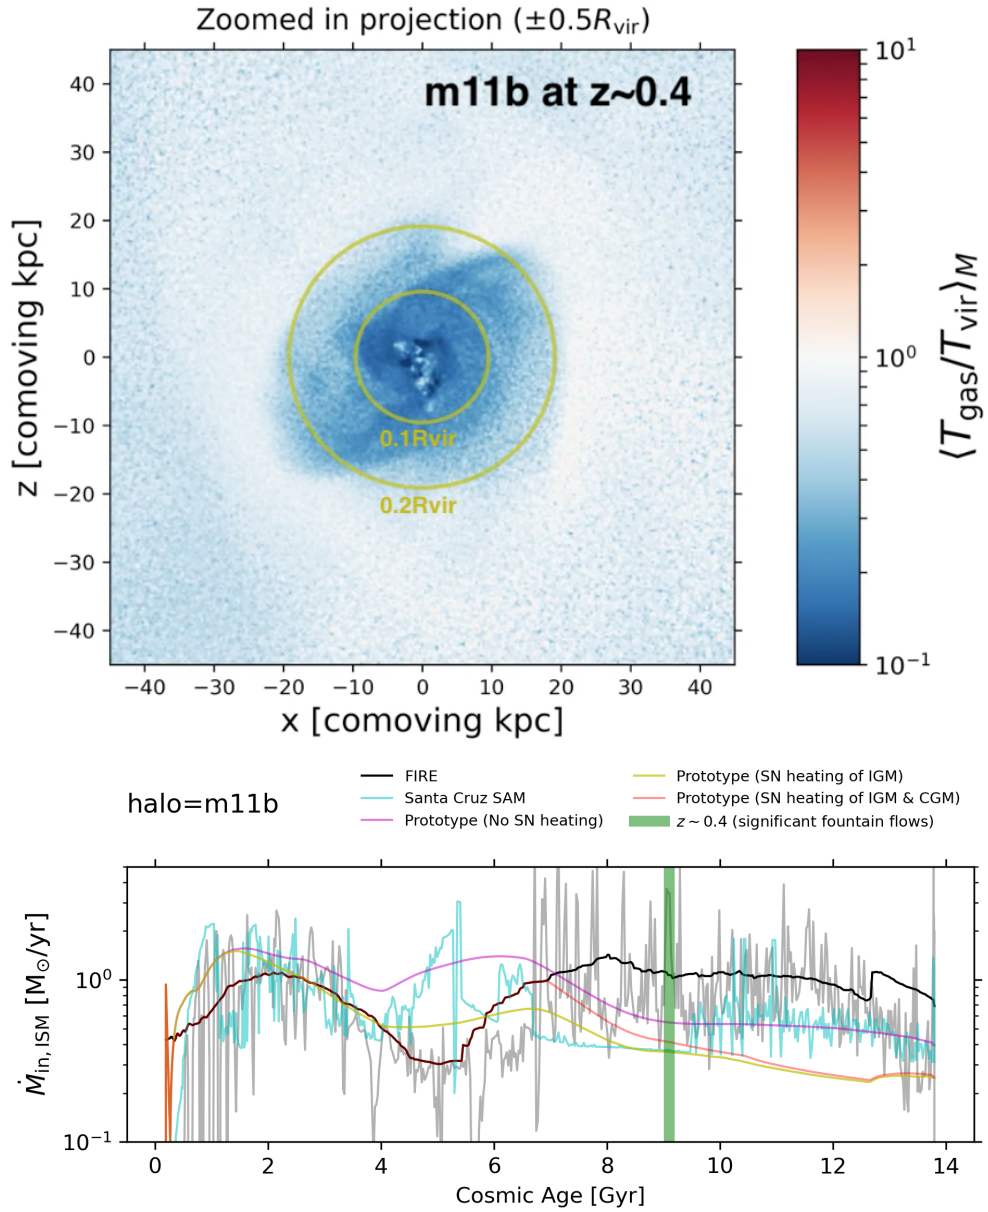 Zoomed in projection (±0.5R_vir)
m11b at z~0.4
z [comoving kpc]
40
30
20
10
0
−10
−20
−30
−40
0.1Rvir
0.2Rvir
−40 −30 −20 −10 0 10 20 30 40
x [comoving kpc]
10^1
10^0
10^−1
⟨T_gas/T_vir⟩_M
halo=m11b
FIRE
Santa Cruz SAM
Prototype (No SN heating)
Prototype (SN heating of IGM)
Prototype (SN heating of IGM & CGM)
z ~ 0.4 (significant fountain flows)
Ṁ_in, ISM [M_⊙/yr]
10^0
10^−1
0 2 4 6 8 10 12 14
Cosmic Age [Gyr]